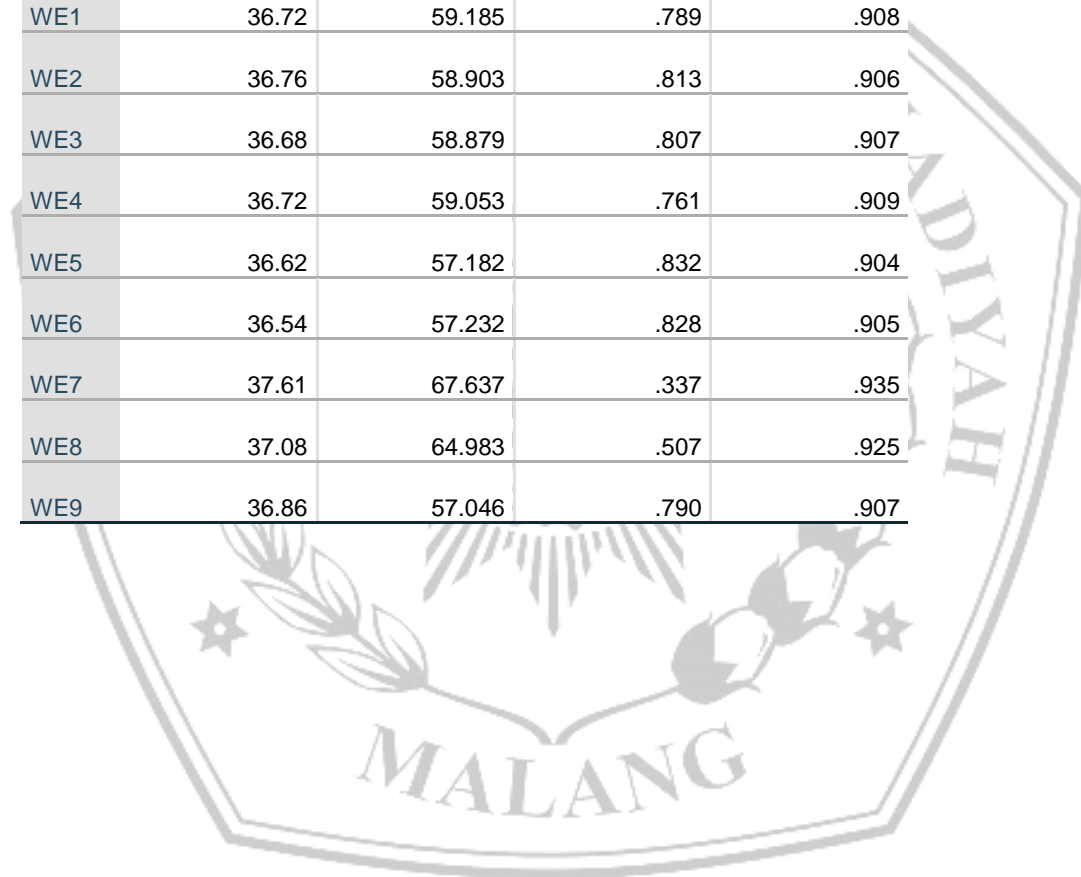 WE1 36.72 59.185 .789 .908
WE2 36.76 58.903 .813 .906
WE3 36.68 58.879 .807 .907
WE4 36.72 59.053 .761 .909
WE5 36.62 57.182 .832 .904
WE6 36.54 57.232 .828 .905
WE7 37.61 67.637 .337 .935
WE8 37.08 64.983 .507 .925
WE9 36.86 57.046 .790 .907
ADIYAH
MALANG